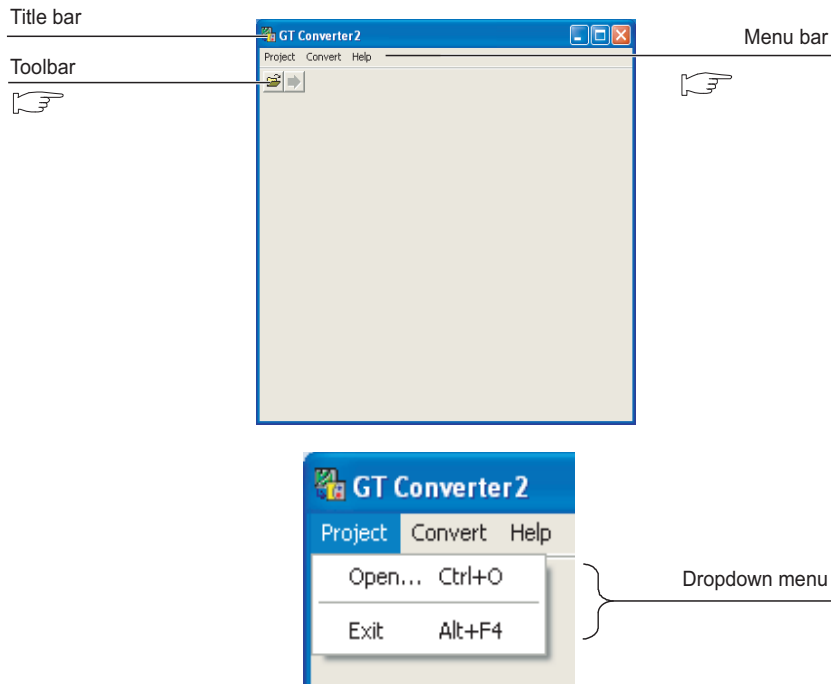 Title bar
GT Converter2
Menu bar
Project Convert Help
Toolbar
GT Converter2
Project Convert Help
Open... Ctrl+O
Dropdown menu
Exit Alt+F4